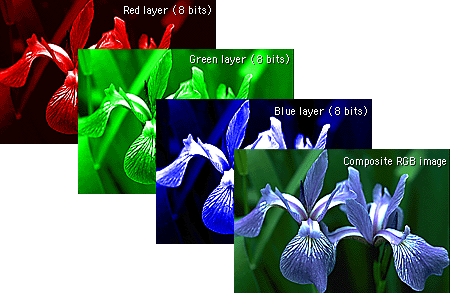 Red layer (8 bits)
Green layer (8 bits)
Blue layer (8 bits)
Composite RGB image